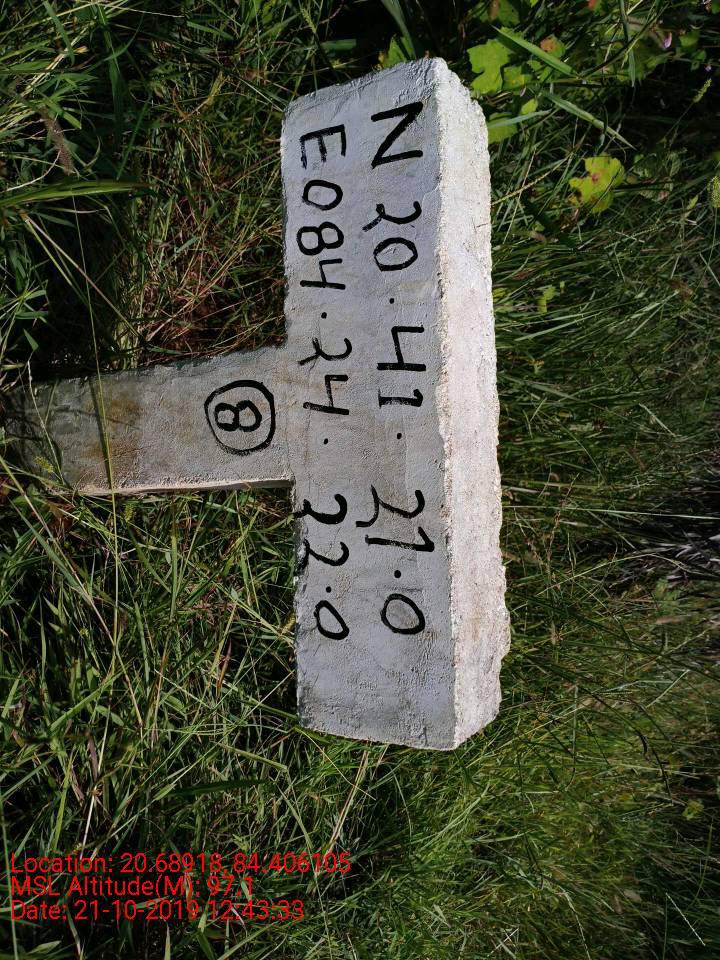 N 20.41.21.0
E084.24.22.0
8
Location: 20.68918,84.406105
MSL Altitude(M): 97.1
Date: 21-10-2019 12:43:33